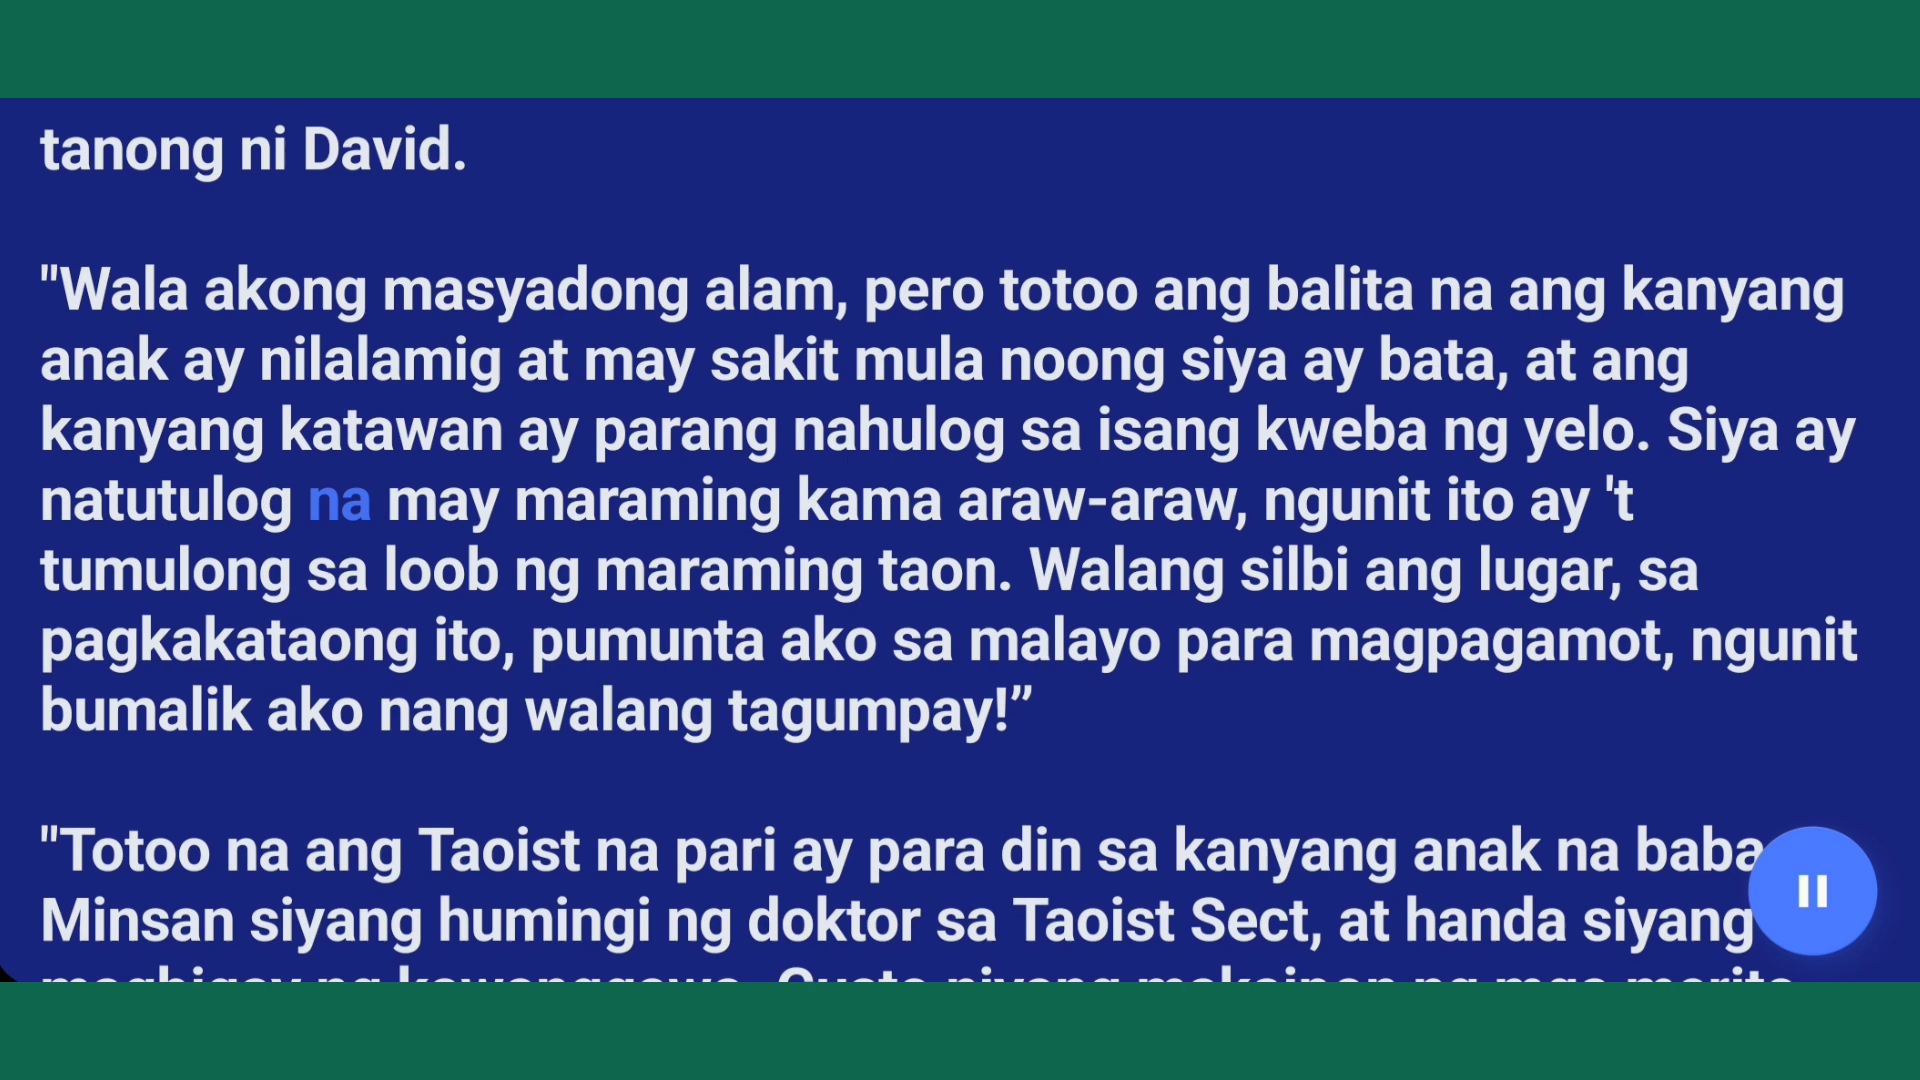 tanong ni David.
"Wala akong masyadong alam, pero totoo ang balita na ang kanyang
anak ay nilalamig at may sakit mula noong siya ay bata, at ang
kanyang katawan ay parang nahulog sa isang kweba ng yelo. Siya ay
natutulog na may maraming kama araw-araw, ngunit ito ay 't
tumulong sa loob ng maraming taon. Walang silbi ang lugar, sa
pagkakataong ito, pumunta ako sa malayo para magpagamot, ngunit
bumalik ako nang walang tagumpay!”
"Totoo na ang Taoist na pari ay para din sa kanyang anak na
Minsan siyang humingi ng doktor sa Taoist Sect, at handa siyang